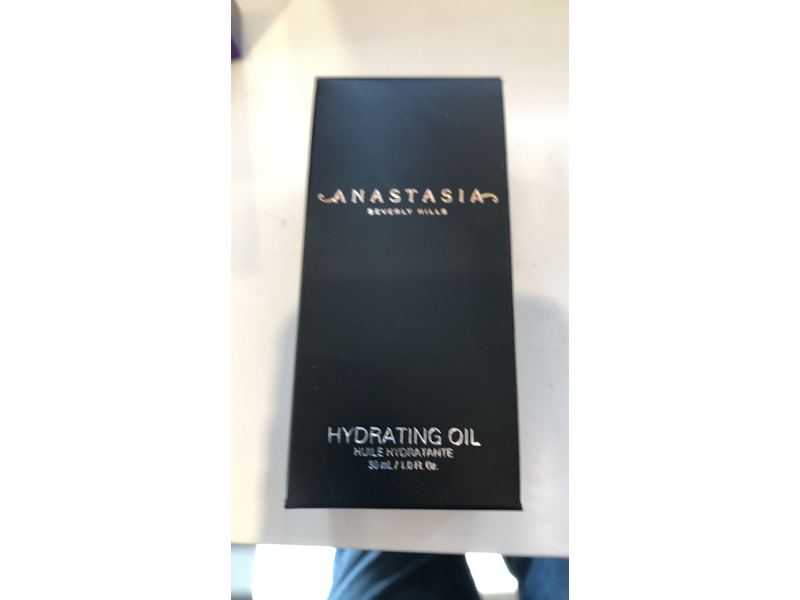 ANASTASIA
BEVERLY HILLS
HYDRATING OIL
HUILE HYDRATANTE
30 mL / 1.0 Fl. Oz.